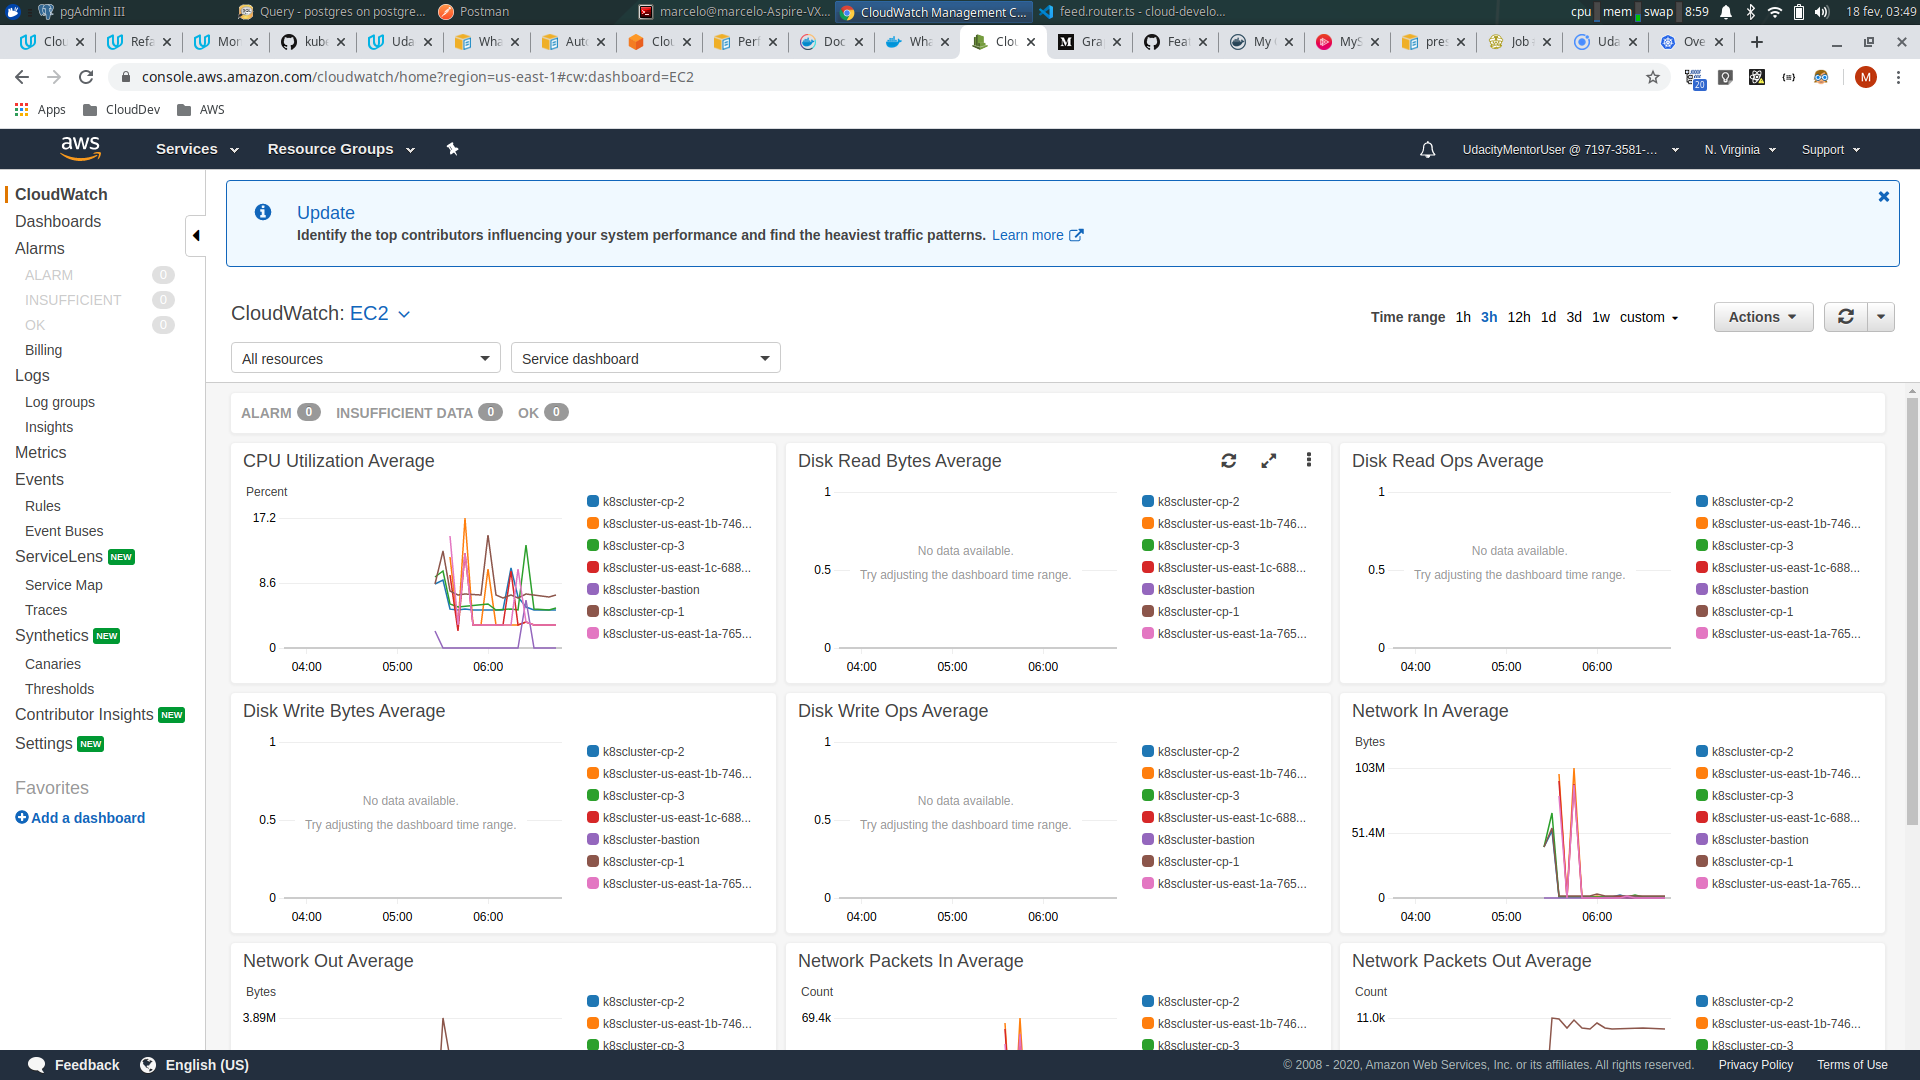 pgAdmin III
Query - postgres on postgre...
Postman
marcelo@marcelo-Aspire-VX...
CloudWatch Management C...
feed.router.ts - cloud-develo...
cpu
mem
swap
8:59
18 fev, 03:49
Clou
Refa
Mon
kube
Uda
Wha
Auto
Clou
Perf
Doc
Wha
Clou
Gra
Feat
My
MyS
pres
Job
Uda
Ove
console.aws.amazon.com/cloudwatch/home?region=us-east-1#cw:dashboard=EC2
20
M
Apps
CloudDev
AWS
aws
Services
Resource Groups
UdacityMentorUser @ 7197-3581-...
N. Virginia
Support
CloudWatch
Dashboards
Alarms
ALARM 0
INSUFFICIENT 0
OK 0
Billing
Logs
Log groups
Insights
Metrics
Events
Rules
Event Buses
ServiceLens NEW
Service Map
Traces
Synthetics NEW
Canaries
Thresholds
Contributor Insights NEW
Settings NEW
Favorites
Add a dashboard
Update
Identify the top contributors influencing your system performance and find the heaviest traffic patterns. Learn more
CloudWatch: EC2
Time range 1h 3h 12h 1d 3d 1w custom
Actions
All resources
Service dashboard
ALARM 0 INSUFFICIENT DATA 0 OK 0
CPU Utilization Average
Percent
17.2
8.6
0
04:00 05:00 06:00
k8scluster-cp-2
k8scluster-us-east-1b-746...
k8scluster-cp-3
k8scluster-us-east-1c-688...
k8scluster-bastion
k8scluster-cp-1
k8scluster-us-east-1a-765...
Disk Read Bytes Average
1
0.5
0
No data available.
Try adjusting the dashboard time range.
04:00 05:00 06:00
k8scluster-cp-2
k8scluster-us-east-1b-746...
k8scluster-cp-3
k8scluster-us-east-1c-688...
k8scluster-bastion
k8scluster-cp-1
k8scluster-us-east-1a-765...
Disk Read Ops Average
1
0.5
0
No data available.
Try adjusting the dashboard time range.
04:00 05:00 06:00
k8scluster-cp-2
k8scluster-us-east-1b-746...
k8scluster-cp-3
k8scluster-us-east-1c-688...
k8scluster-bastion
k8scluster-cp-1
k8scluster-us-east-1a-765...
Disk Write Bytes Average
1
0.5
0
No data available.
Try adjusting the dashboard time range.
04:00 05:00 06:00
k8scluster-cp-2
k8scluster-us-east-1b-746...
k8scluster-cp-3
k8scluster-us-east-1c-688...
k8scluster-bastion
k8scluster-cp-1
k8scluster-us-east-1a-765...
Disk Write Ops Average
1
0.5
0
No data available.
Try adjusting the dashboard time range.
04:00 05:00 06:00
k8scluster-cp-2
k8scluster-us-east-1b-746...
k8scluster-cp-3
k8scluster-us-east-1c-688...
k8scluster-bastion
k8scluster-cp-1
k8scluster-us-east-1a-765...
Network In Average
Bytes
103M
51.4M
0
04:00 05:00 06:00
k8scluster-cp-2
k8scluster-us-east-1b-746...
k8scluster-cp-3
k8scluster-us-east-1c-688...
k8scluster-bastion
k8scluster-cp-1
k8scluster-us-east-1a-765...
Network Out Average
Bytes
3.89M
k8scluster-cp-2
k8scluster-us-east-1b-746...
k8scluster-cp-3
Network Packets In Average
Count
69.4k
k8scluster-cp-2
k8scluster-us-east-1b-746...
k8scluster-cp-3
Network Packets Out Average
Count
11.0k
k8scluster-cp-2
k8scluster-us-east-1b-746...
k8scluster-cp-3
Feedback
English (US)
© 2008 - 2020, Amazon Web Services, Inc. or its affiliates. All rights reserved.
Privacy Policy
Terms of Use